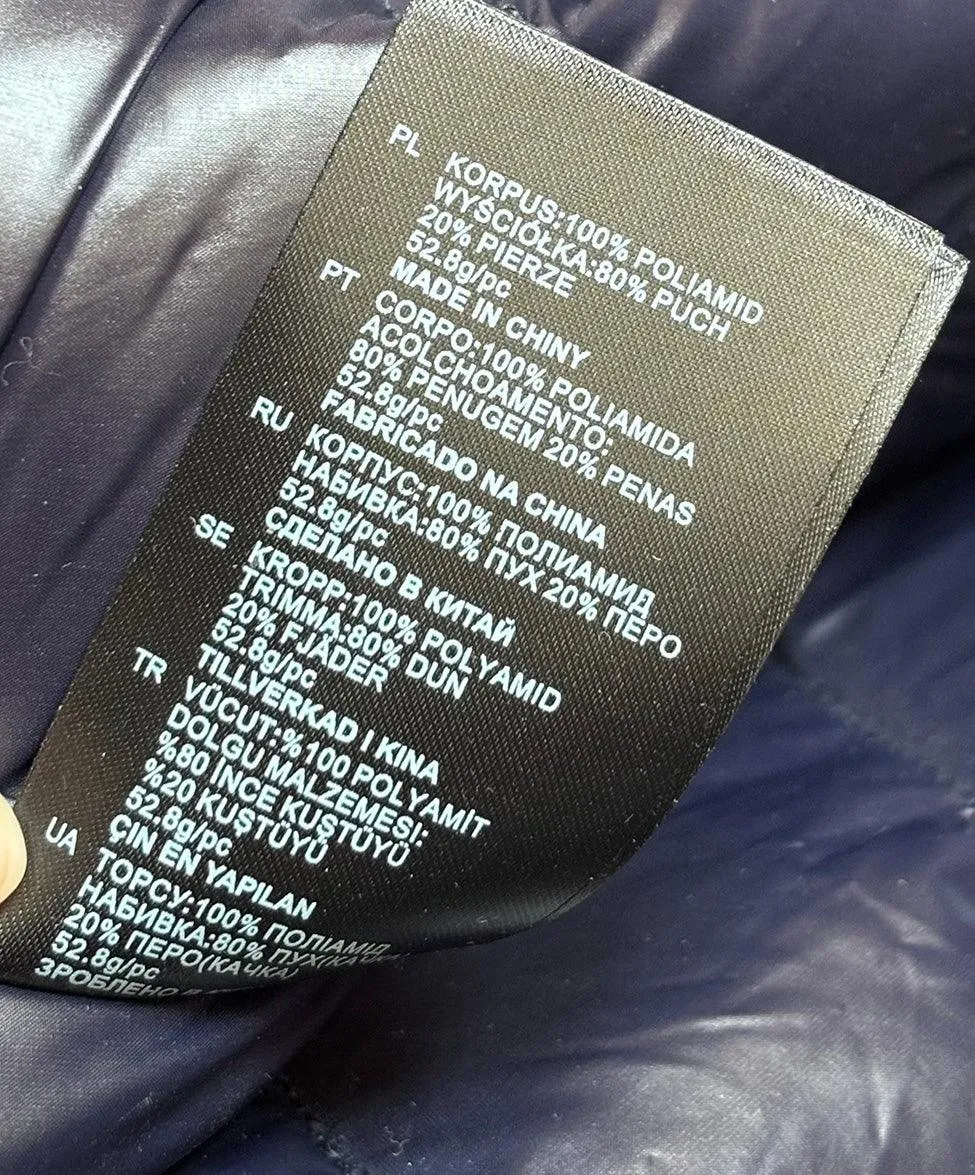 PL KORPUS:100% POLIAMID
WYŚCIÓŁKA:80% PUCH
20% PIERZE
52.8g/pc
MADE IN CHINY
PT CORPO:100% POLIAMIDA
ACOLCHOAMENTO:
80% PENUGEM 20% PENAS
52.8g/pc
FABRICADO NA CHINA
RU КОРПУС:100% ПОЛИАМИД
НАБИВКА:80% ПУХ 20% ПЕРО
52.8g/pc
СДЕЛАНО В КИТАЙ
SE KROPP:100% POLYAMID
TRIMMA:80% DUN
20% FJÄDER
52.8g/pc
TILLVERKAD I KINA
TR VÜCUT:%100 POLYAMİT
DOLGU MALZEMESI:
%80 İNCE KUŞTÜYÜ
%20 KUŞTÜYÜ
52.8g/pc
ÇIN EN YAPILAN
UA ТОРСУ:100% ПОЛІАМИД
НАБИВКА:80%
20% ПЕРО(КАЧКА)
52.8g/pc
ЗРОБЛЕНО